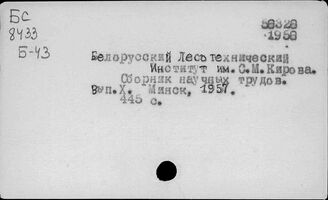 БС
8433
Б-43
58328
1958
Белорусский Лесотехнический
Институт им.С.М.Кирова.
Сборник научных трудов.
Вып.X. Минск, 1957.
445 с.